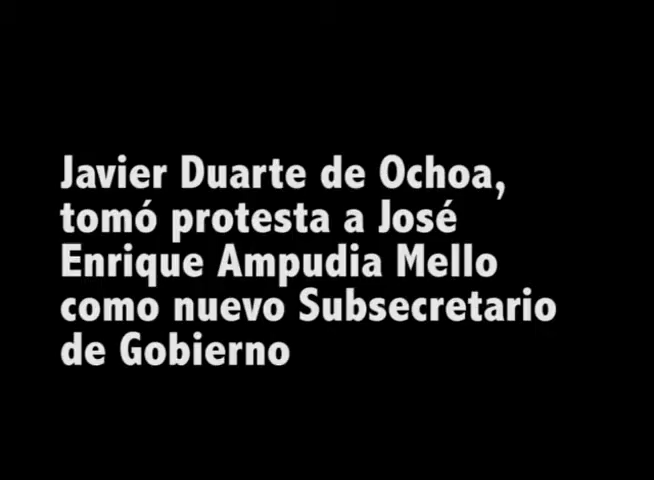 Javier Duarte de Ochoa,
tomó protesta a José
Enrique Ampudia Mello
como nuevo Subsecretario
de Gobierno